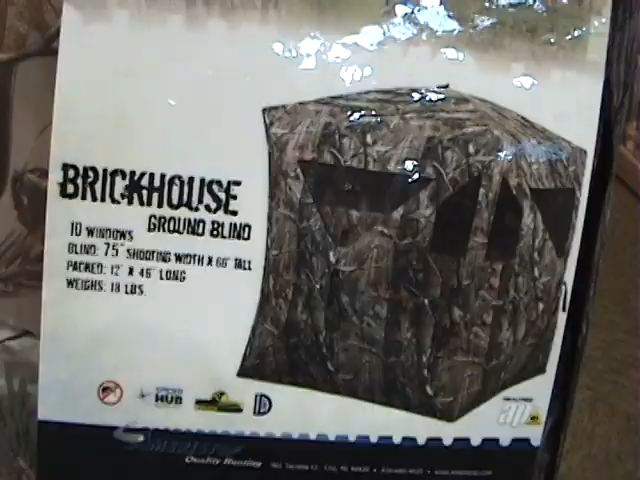 BRICKHOUSE
GROUND BLIND
10 WINDOWS
BLIND: 75" SHOOTING WIDTH X 66" TALL
PACKED: 12" X 46" LONG
WEIGHS: 18 LBS.
HUB
Quality Hunting